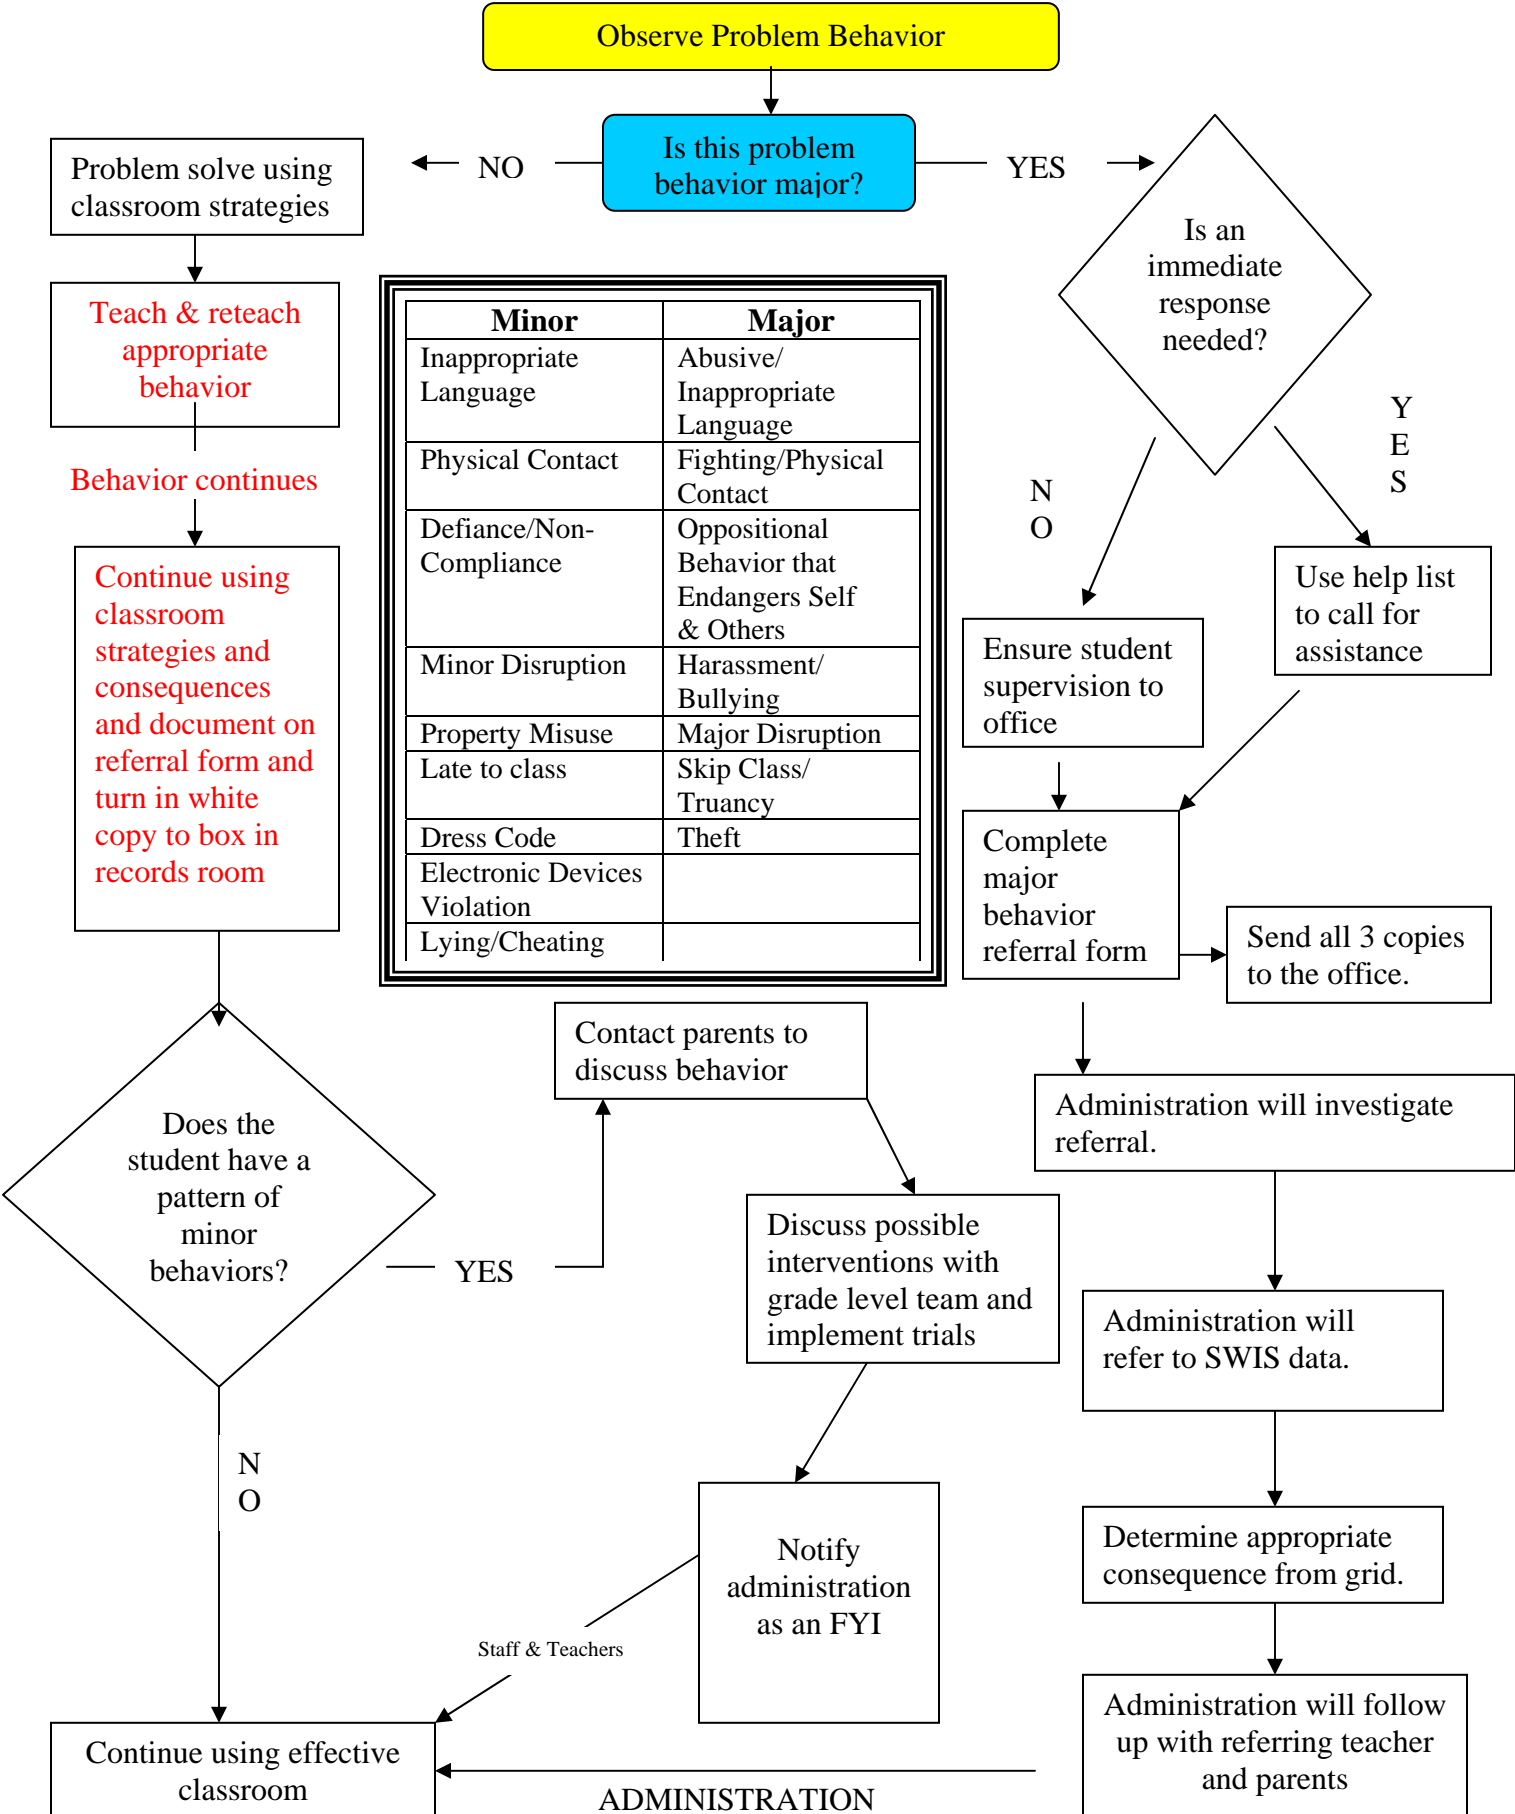 Observe Problem Behavior
Is this problem
behavior major?
NO
YES
Problem solve using
classroom strategies
Teach & reteach
appropriate
behavior
Behavior continues
Continue using
classroom
strategies and
consequences
and document on
referral form and
turn in white
copy to box in
records room
Minor
Major
Inappropriate
Language
Abusive/
Inappropriate
Language
Physical Contact
Fighting/Physical
Contact
Defiance/Non-
Compliance
Oppositional
Behavior that
Endangers Self
& Others
Minor Disruption
Harassment/
Bullying
Property Misuse
Major Disruption
Late to class
Skip Class/
Truancy
Dress Code
Theft
Electronic Devices
Violation
Lying/Cheating
Is an
immediate
response
needed?
N
O
Y
E
S
Ensure student
supervision to
office
Use help list
to call for
assistance
Complete
major
behavior
referral form
Send all 3 copies
to the office.
Does the
student have a
pattern of
minor
behaviors?
YES
N
O
Contact parents to
discuss behavior
Discuss possible
interventions with
grade level team and
implement trials
Notify
administration
as an FYI
Staff & Teachers
Administration will investigate
referral.
Administration will
refer to SWIS data.
Determine appropriate
consequence from grid.
Administration will follow
up with referring teacher
and parents
ADMINISTRATION
Continue using effective
classroom